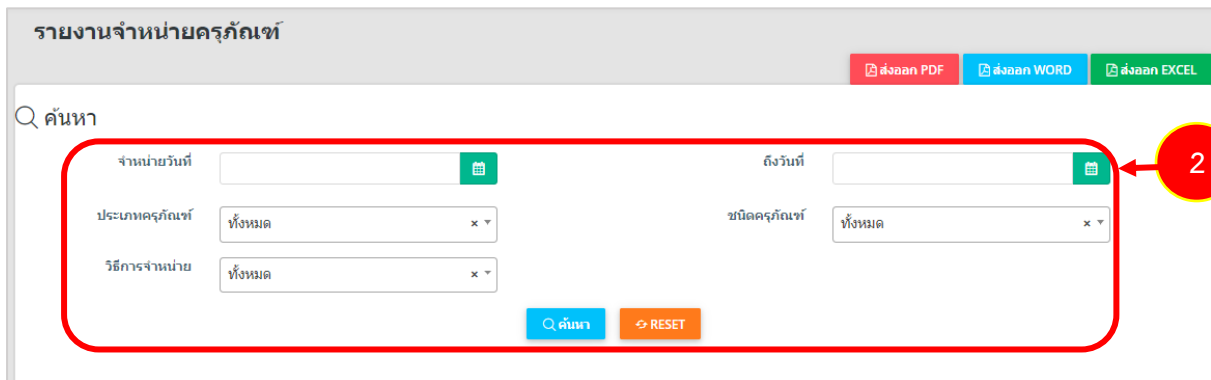 รายงานจำหน่ายครุภัณฑ์
ส่งออก PDF ส่งออก WORD ส่งออก EXCEL
ค้นหา
จำหน่ายวันที่ ถึงวันที่ 2
ประเภทครุภัณฑ์ ทั้งหมด × ชนิดครุภัณฑ์ ทั้งหมด ×
วิธีการจำหน่าย ทั้งหมด ×
ค้นหา RESET